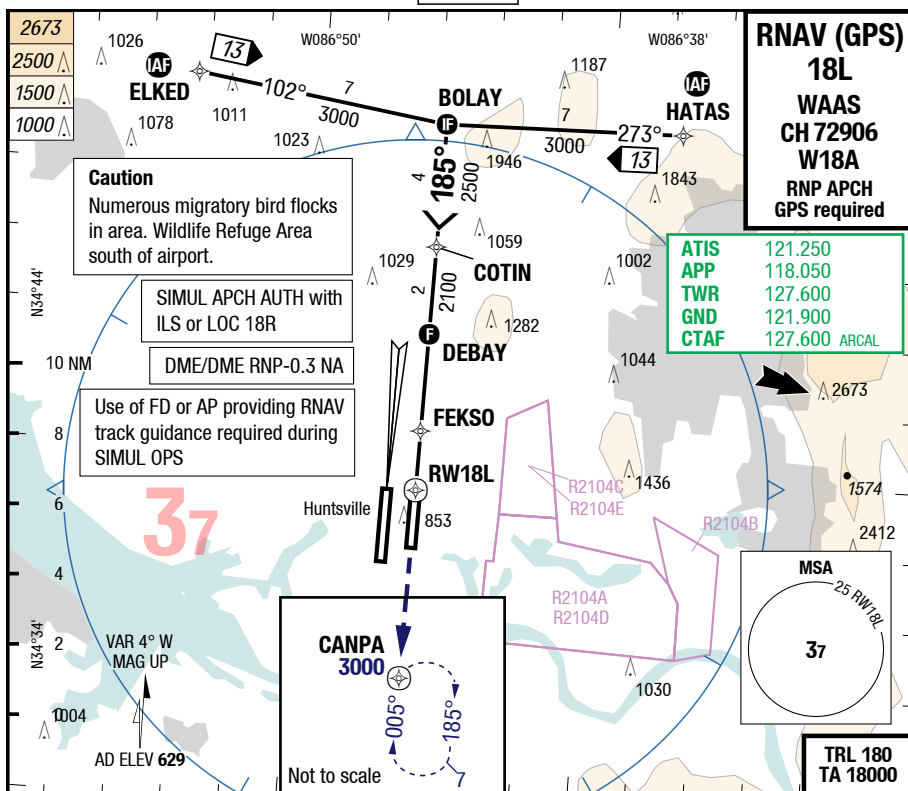 2673
2500
1500
1000
1026
13
IAF
ELKED
102°
7
3000
1011
1078
1023
W086°50'
BOLAY
IF
1187
W086°38'
IAF
HATAS
7
3000
273°
13
1946
1843
RNAV (GPS)
18L
WAAS
CH 72906
W18A
RNP APCH
GPS required
Caution
Numerous migratory bird flocks
in area. Wildlife Refuge Area
south of airport.
4
185°
2500
1059
1029
COTIN
1002
ATIS 121.250
APP 118.050
TWR 127.600
GND 121.900
CTAF 127.600 ARCAL
N34°44'
SIMUL APCH AUTH with
ILS or LOC 18R
2
2100
1282
DME/DME RNP-0.3 NA
F
DEBAY
10 NM
1044
2673
Use of FD or AP providing RNAV
track guidance required during
SIMUL OPS
8
FEKSO
RW18L
1436
1574
R2104C
R2104E
6
37
Huntsville
853
R2104B
2412
4
R2104A
R2104D
MSA
25 RW18L
37
N34°34'
2
VAR 4° W
MAG UP
CANPA
3000
1030
005°
185°
0
1004
AD ELEV 629
Not to scale
7
TRL 180
TA 18000